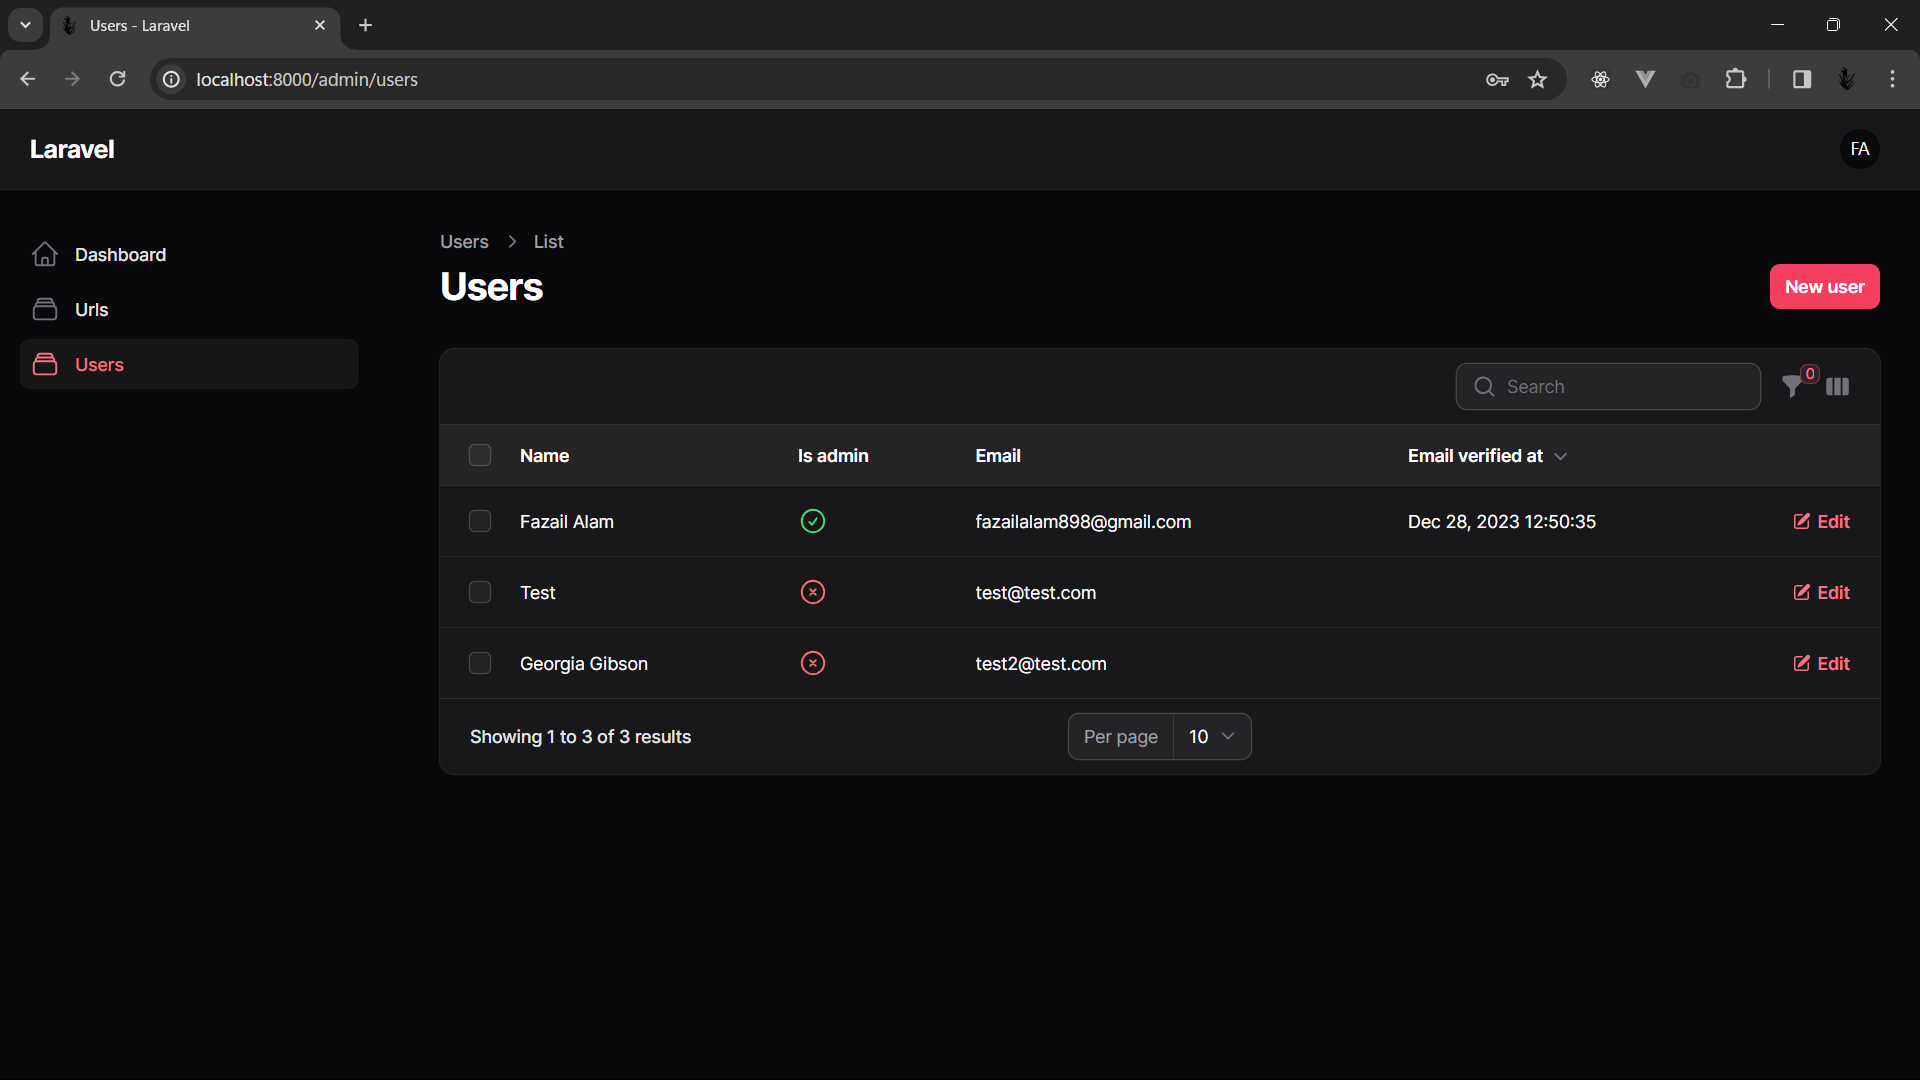 Users - Laravel
localhost:8000/admin/users
Laravel
FA
Dashboard
Urls
Users
Users > List
Users
New user
Search
0
Name Is admin Email Email verified at
Fazail Alam fazailalam898@gmail.com Dec 28, 2023 12:50:35 Edit
Test test@test.com Edit
Georgia Gibson test2@test.com Edit
Showing 1 to 3 of 3 results
Per page 10